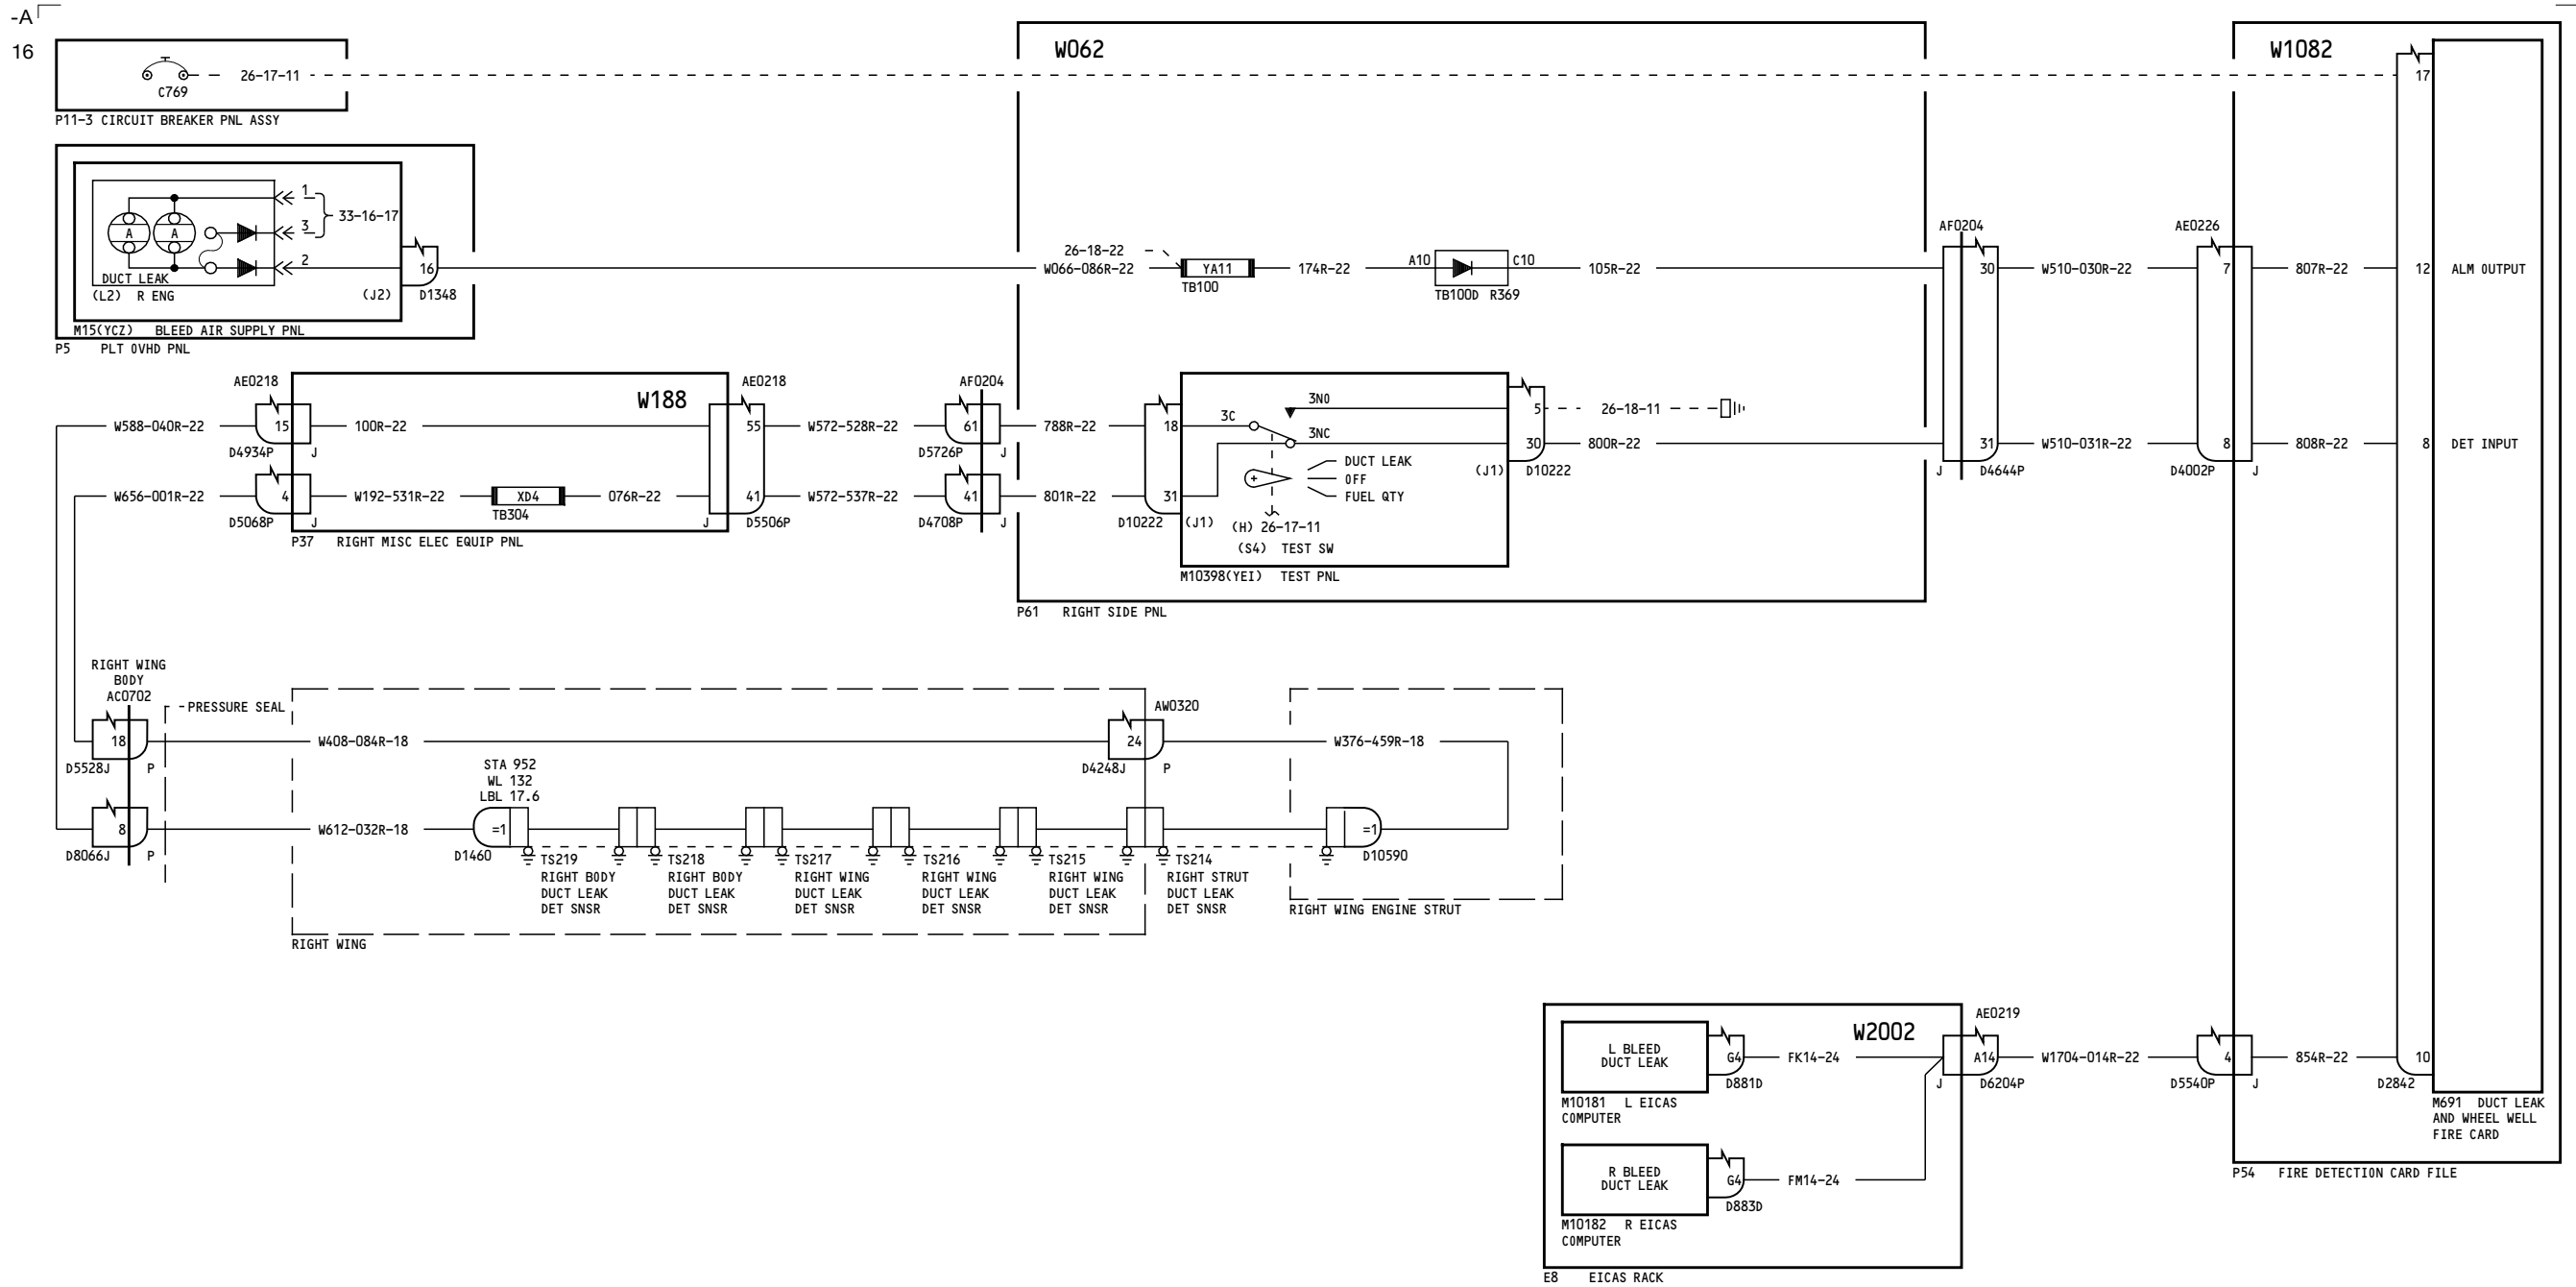 -A
16
W062
W1082
17
26-17-11
C769
P11-3 CIRCUIT BREAKER PNL ASSY
1
3
33-16-17
A A
2
DUCT LEAK
(L2) R ENG
(J2)
16
D1348
M15(YCZ) BLEED AIR SUPPLY PNL
P5 PLT OVHD PNL
26-18-22
W066-086R-22
YA11
TB100
174R-22
A10
C10
TB100D R369
105R-22
AF0204
30
W510-030R-22
AE0226
7
807R-22
12
ALM OUTPUT
AE0218
W188
AE0218
AF0204
W588-040R-22
15
100R-22
55
W572-528R-22
61
788R-22
18
3C
3NO
3NC
5
26-18-11
30
800R-22
31
W510-031R-22
8
808R-22
8
DET INPUT
D4934P
J
D5726P
J
DUCT LEAK
OFF
FUEL QTY
(J1)
D10222
J
D4644P
D4002P
J
W656-001R-22
4
W192-531R-22
XD4
TB304
076R-22
41
W572-537R-22
41
801R-22
31
D5068P
J
J
D5506P
D4708P
J
D10222
(J1)
(H) 26-17-11
(S4) TEST SW
P37 RIGHT MISC ELEC EQUIP PNL
M10398(YEI) TEST PNL
P61 RIGHT SIDE PNL
RIGHT WING
BODY
AC0702
PRESSURE SEAL
AW0320
18
W408-084R-18
24
W376-459R-18
D5528J
P
D4248J
P
STA 952
WL 132
LBL 17.6
8
W612-032R-18
=1
=1
D8066J
P
D1460
D10590
TS219
RIGHT BODY
DUCT LEAK
DET SNSR
TS218
RIGHT BODY
DUCT LEAK
DET SNSR
TS217
RIGHT WING
DUCT LEAK
DET SNSR
TS216
RIGHT WING
DUCT LEAK
DET SNSR
TS215
RIGHT WING
DUCT LEAK
DET SNSR
TS214
RIGHT STRUT
DUCT LEAK
DET SNSR
RIGHT WING ENGINE STRUT
RIGHT WING
W2002
AE0219
L BLEED
DUCT LEAK
G4
FK14-24
A14
W1704-014R-22
4
854R-22
10
D881D
J
D6204P
D5540P
J
D2842
M10181 L EICAS
COMPUTER
M691 DUCT LEAK
AND WHEEL WELL
FIRE CARD
R BLEED
DUCT LEAK
G4
FM14-24
D883D
P54 FIRE DETECTION CARD FILE
M10182 R EICAS
COMPUTER
E8 EICAS RACK